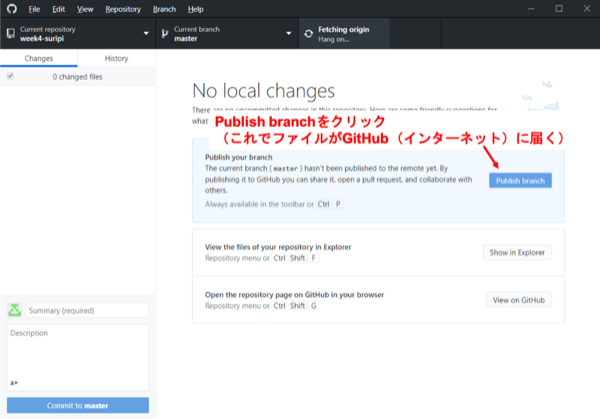 File Edit View Repository Branch Help
Current repository
week4-suripi
Current branch
master
Fetching origin
Hang on...
Changes History
0 changed files
No local changes
There are no uncommitted changes in this repository. Here are some friendly suggestions for
what
Publish branchをクリック
（これでファイルがGitHub（インターネット）に届く）
Publish your branch
The current branch (master) hasn't been published to the remote yet. By
publishing it to GitHub you can share it, open a pull request, and collaborate with
others.
Always available in the toolbar or Ctrl P
Publish branch
View the files of your repository in Explorer
Repository menu or Ctrl Shift F
Show in Explorer
Open the repository page on GitHub in your browser
Repository menu or Ctrl Shift G
View on GitHub
Summary (required)
Description
Commit to master